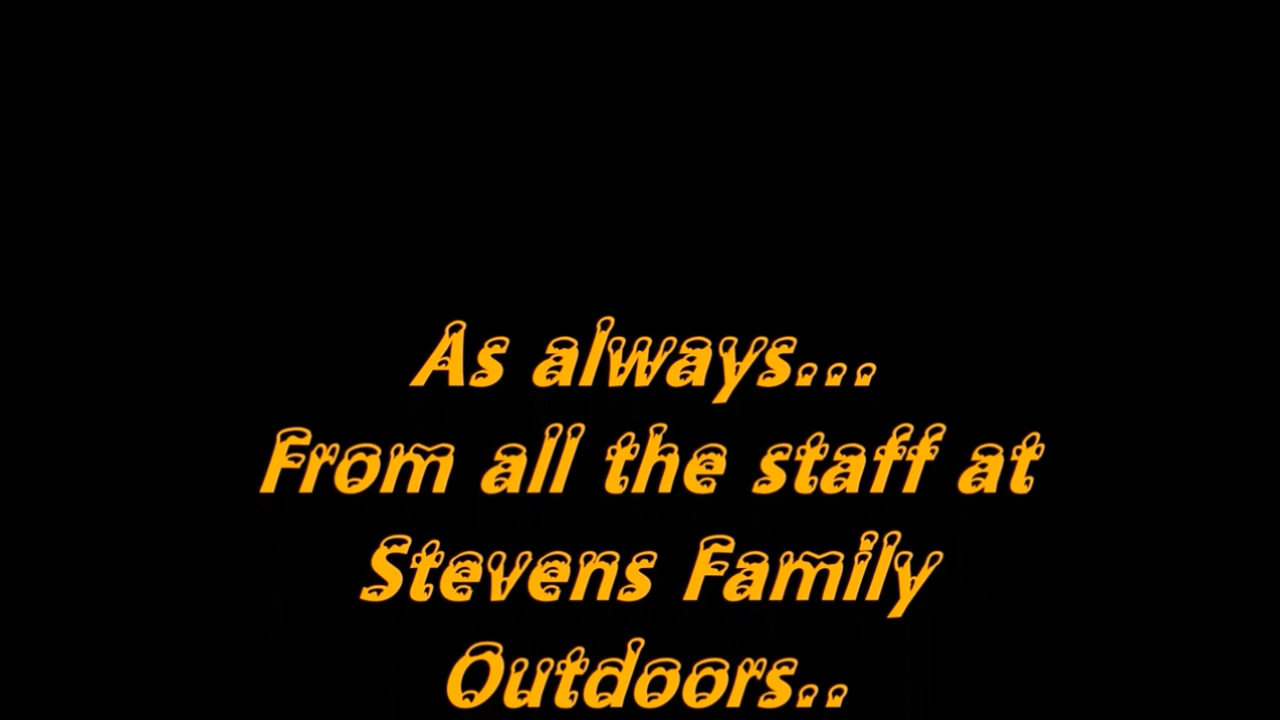 As always...
From all the staff at
Stevens Family
Outdoors..